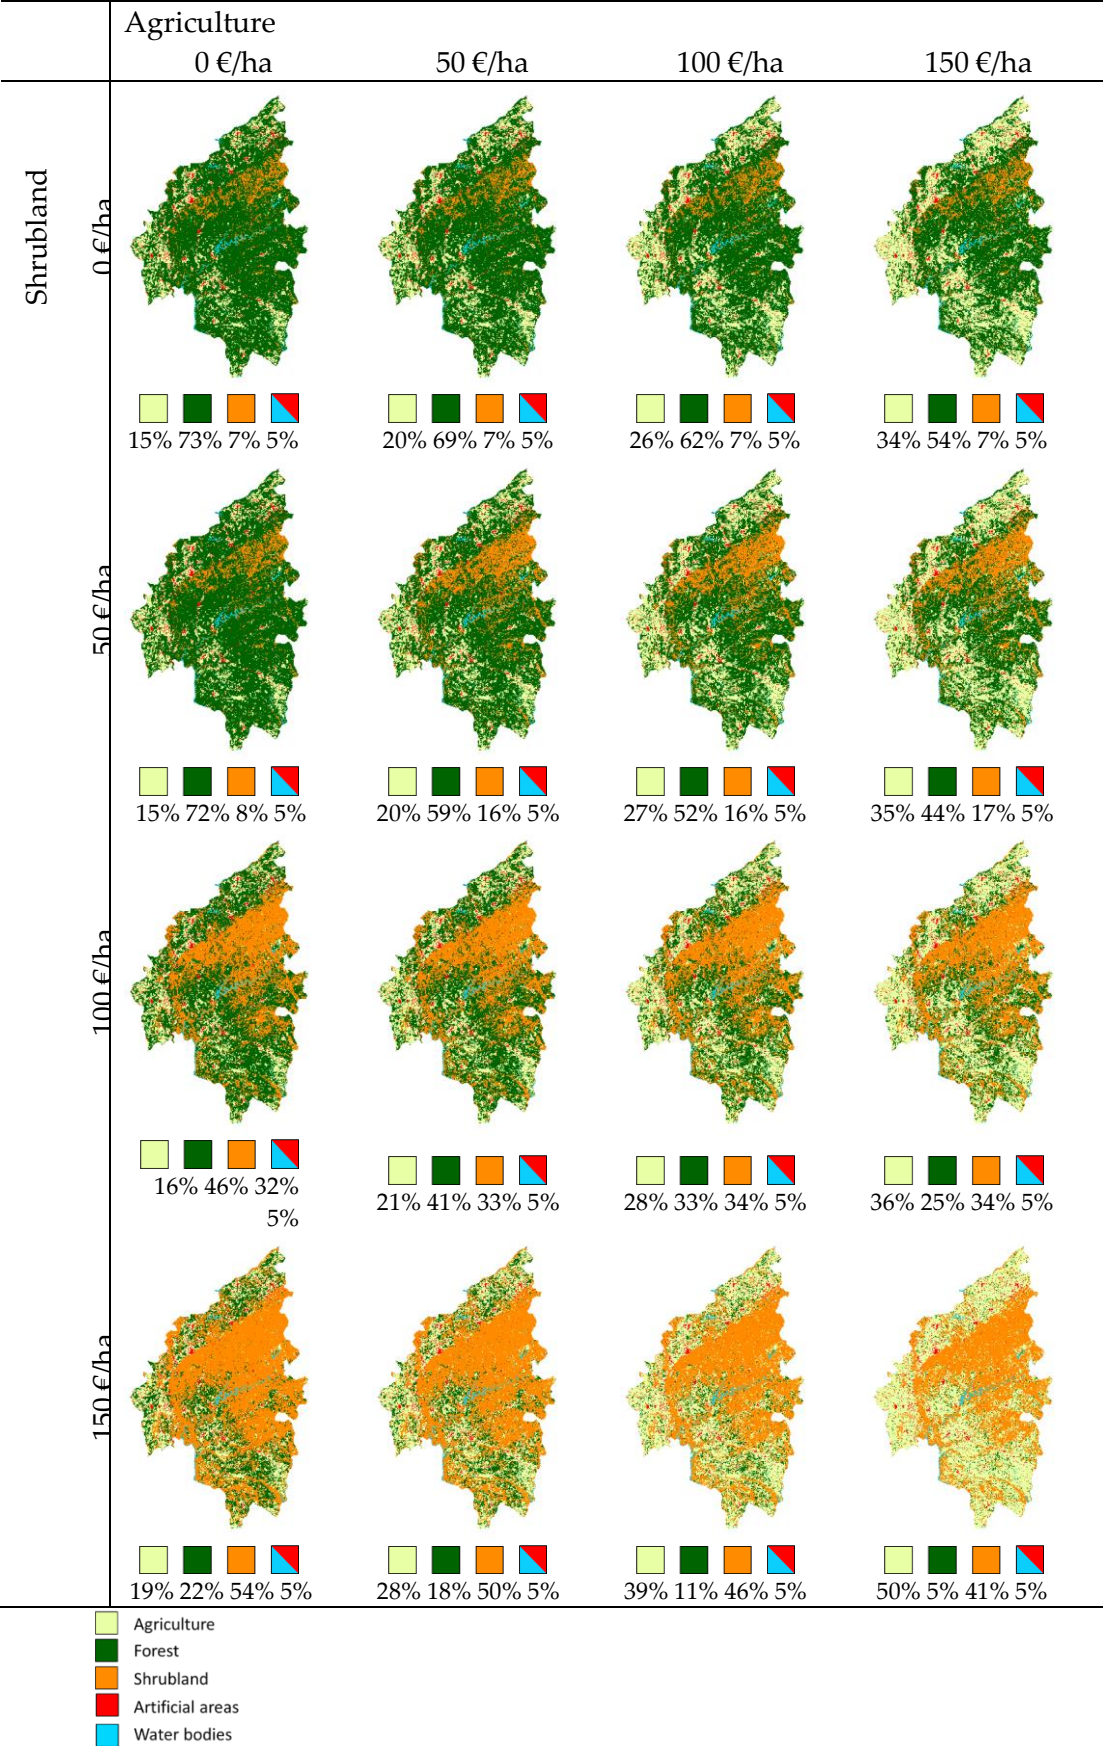 Agriculture
0 €/ha
50 €/ha
100 €/ha
150 €/ha
Shrubland
0 €/ha
15% 73% 7% 5%
20% 69% 7% 5%
26% 62% 7% 5%
34% 54% 7% 5%
50 €/ha
15% 72% 8% 5%
20% 59% 16% 5%
27% 52% 16% 5%
35% 44% 17% 5%
100 €/ha
16% 46% 32%
5%
21% 41% 33% 5%
28% 33% 34% 5%
36% 25% 34% 5%
150 €/ha
19% 22% 54% 5%
28% 18% 50% 5%
39% 11% 46% 5%
50% 5% 41% 5%
Agriculture
Forest
Shrubland
Artificial areas
Water bodies